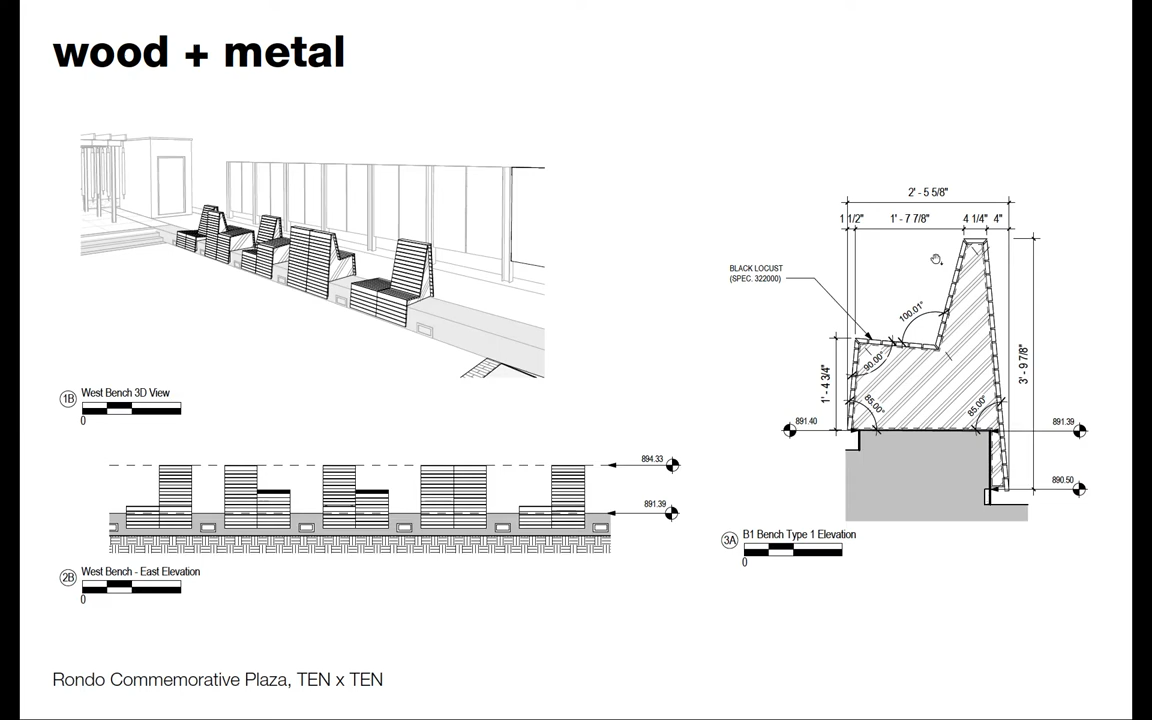 wood + metal
1B
West Bench 3D View
0
894.33
891.39
2B
West Bench - East Elevation
0
2' - 5 5/8"
1 1/2"
1' - 7 7/8"
4 1/4"
4"
BLACK LOCUST
(SPEC. 322000)
100.01°
90.00°
1' - 4 3/4"
3' - 9 7/8"
85.00°
85.00°
891.40
891.39
890.50
3A
B1 Bench Type 1 Elevation
0
Rondo Commemorative Plaza, TEN x TEN